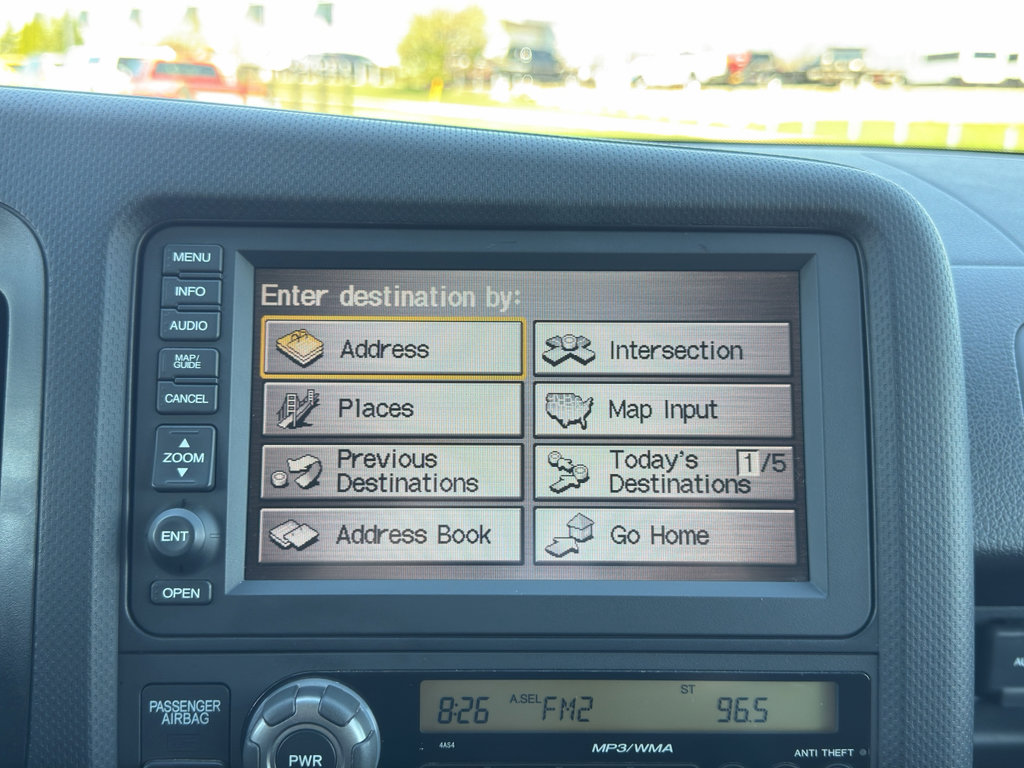 MENU
INFO
AUDIO
MAP/
GUIDE
CANCEL
ZOOM
ENT
OPEN
Enter destination by:
Address
Intersection
Places
Map Input
Previous
Destinations
Today's 1/5
Destinations
Address Book
Go Home
PASSENGER
AIRBAG
PWR
8:26 A.SEL FM2 ST 96.5
4AS4
MP3/WMA
ANTI THEFT